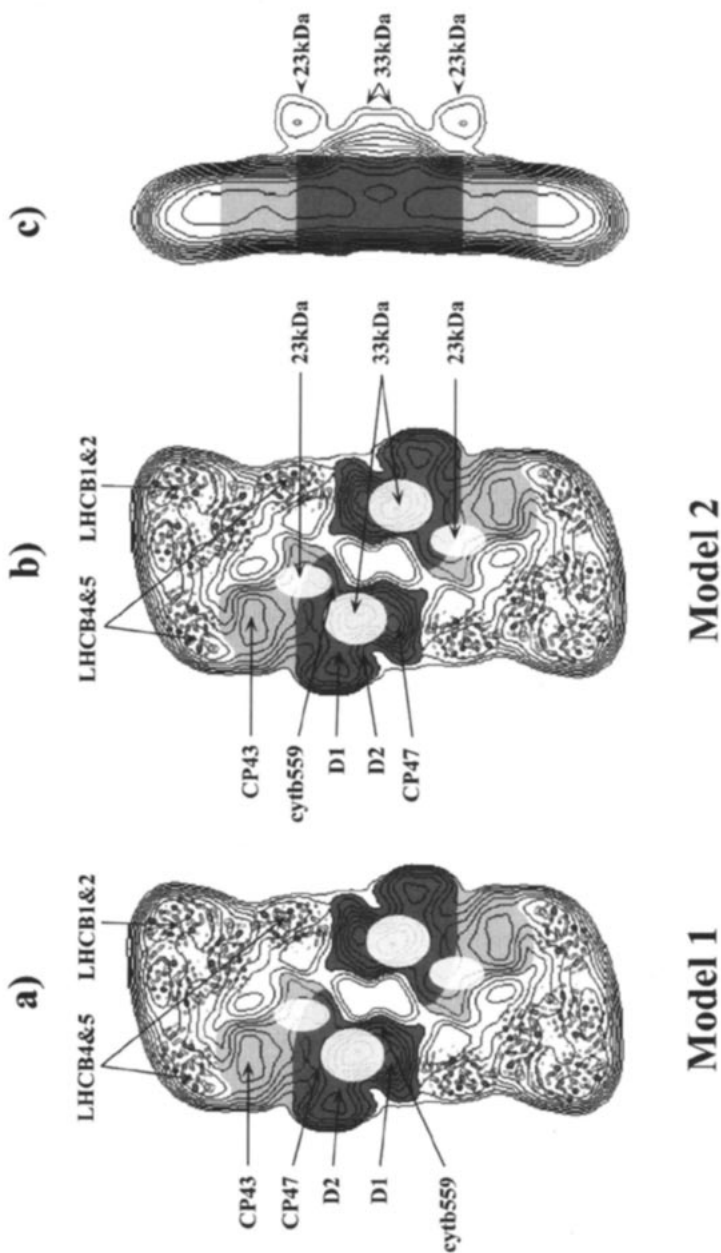 a)
LHCB4&5
LHCB1&2
CP43
CP47
D2
D1
cytb559
Model 1
b)
LHCB4&5
LHCB1&2
CP43
cytb559
D1
D2
CP47
23kDa
33kDa
23kDa
Model 2
c)
23kDa
33kDa
23kDa